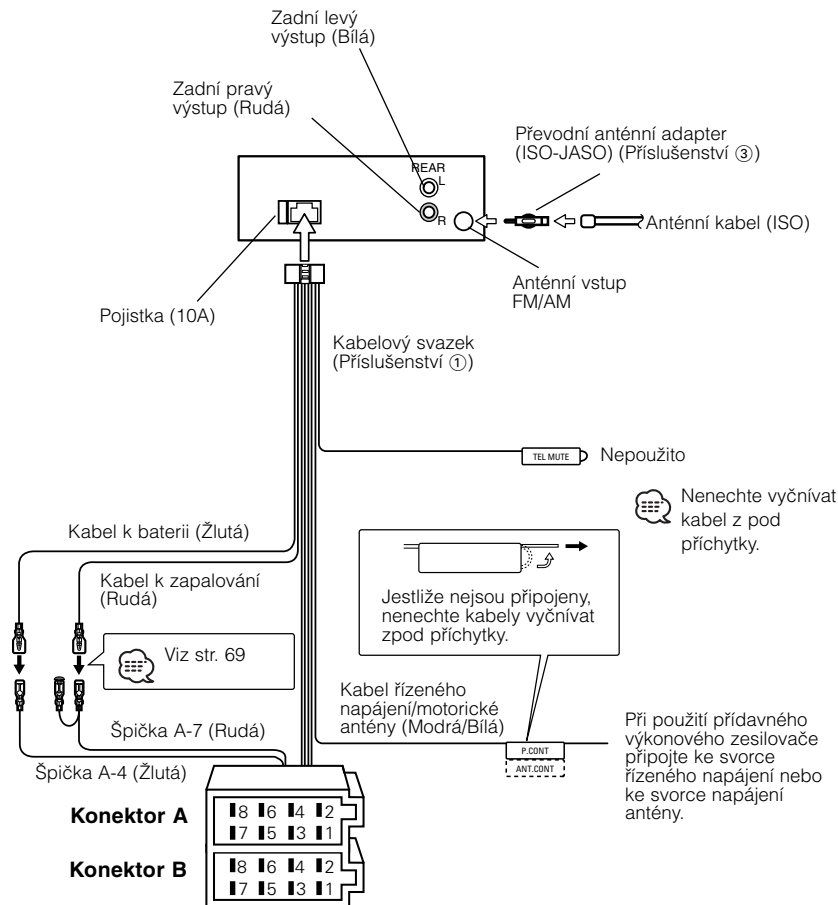 Zadní levý
výstup (Bílá)
Zadní pravý
výstup (Rudá)
Převodní anténní adapter
(ISO-JASO) (Příslušenství ③)
REAR
L
R
Anténní kabel (ISO)
Anténní vstup
FM/AM
Pojistka (10A)
Kabelový svazek
(Příslušenství ①)
TEL MUTE
Nepoužito
Nenechte vyčnívat
kabel z pod
příchytky.
Kabel k baterii (Žlutá)
Kabel k zapalování
(Rudá)
Jestliže nejsou připojeny,
nenechte kabely vyčnívat
zpod příchytky.
Viz str. 69
Kabel řízeného
napájení/motorické
antény (Modrá/Bílá)
Špička A-7 (Rudá)
Špička A-4 (Žlutá)
P.CONT
ANT.CONT
Při použití přídavného
výkonového zesilovače
připojte ke svorce
řízeného napájení nebo
ke svorce napájení
antény.
Konektor A
8 6 4 2
7 5 3 1
Konektor B
8 6 4 2
7 5 3 1